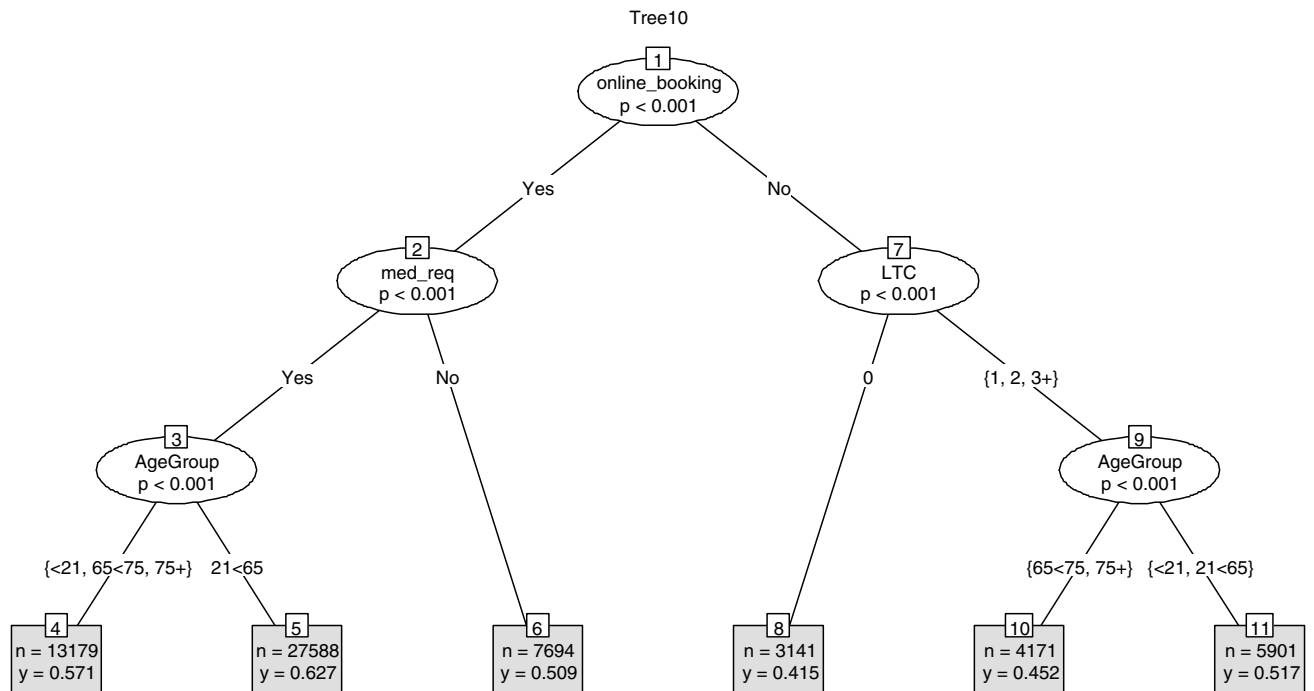 Tree10
1
online_booking
p < 0.001
Yes
No
2
med_req
p < 0.001
7
LTC
p < 0.001
Yes
No
0
{1, 2, 3+}
3
AgeGroup
p < 0.001
9
AgeGroup
p < 0.001
{<21, 65<75, 75+}
21<65
{65<75, 75+}
{<21, 21<65}
4
n = 13179
y = 0.571
5
n = 27588
y = 0.627
6
n = 7694
y = 0.509
8
n = 3141
y = 0.415
10
n = 4171
y = 0.452
11
n = 5901
y = 0.517